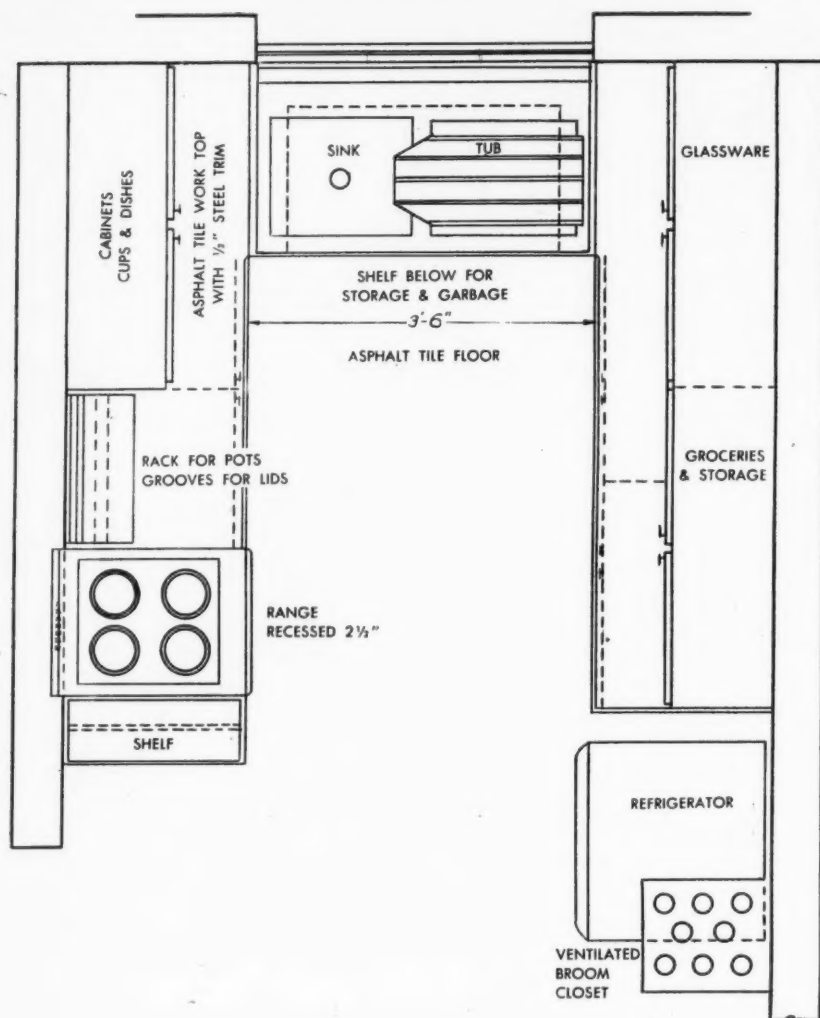 SINK
TUB
GLASSWARE
CABINETS
CUPS & DISHES
ASPHALT TILE WORK TOP
WITH ½" STEEL TRIM
SHELF BELOW FOR
STORAGE & GARBAGE
3'-6"
ASPHALT TILE FLOOR
RACK FOR POTS
GROOVES FOR LIDS
GROCERIES
& STORAGE
RANGE
RECESSED 2½"
SHELF
REFRIGERATOR
VENTILATED
BROOM
CLOSET